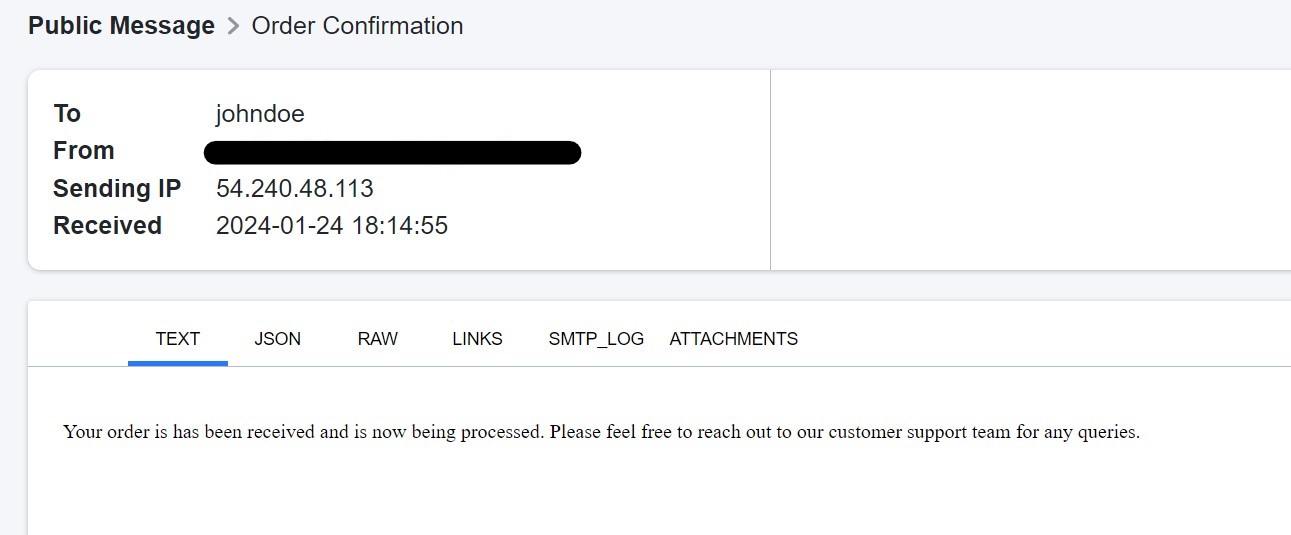 Public Message > Order Confirmation
To johndoe
From
Sending IP 54.240.48.113
Received 2024-01-24 18:14:55
TEXT JSON RAW LINKS SMTP_LOG ATTACHMENTS
Your order is has been received and is now being processed. Please feel free to reach out to our customer support team for any queries.